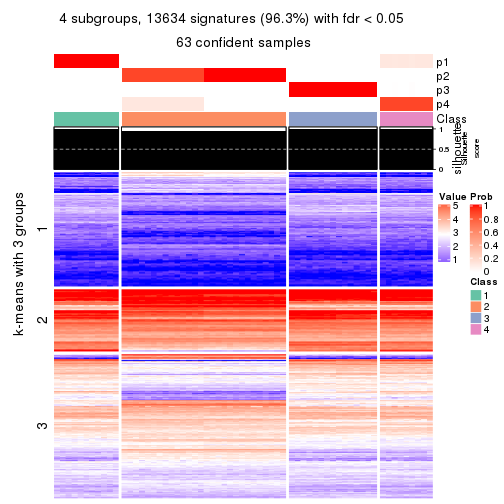 4 subgroups, 13634 signatures (96.3%) with fdr < 0.05
63 confident samples
p1
p2
p3
p4
Class
1
0.5
0
silhouette
Silhouette
score
k-means with 3 groups
1
2
3
Value
5
4
3
2
1
Prob
1
0.8
0.6
0.4
0.2
0
Class
1
2
3
4